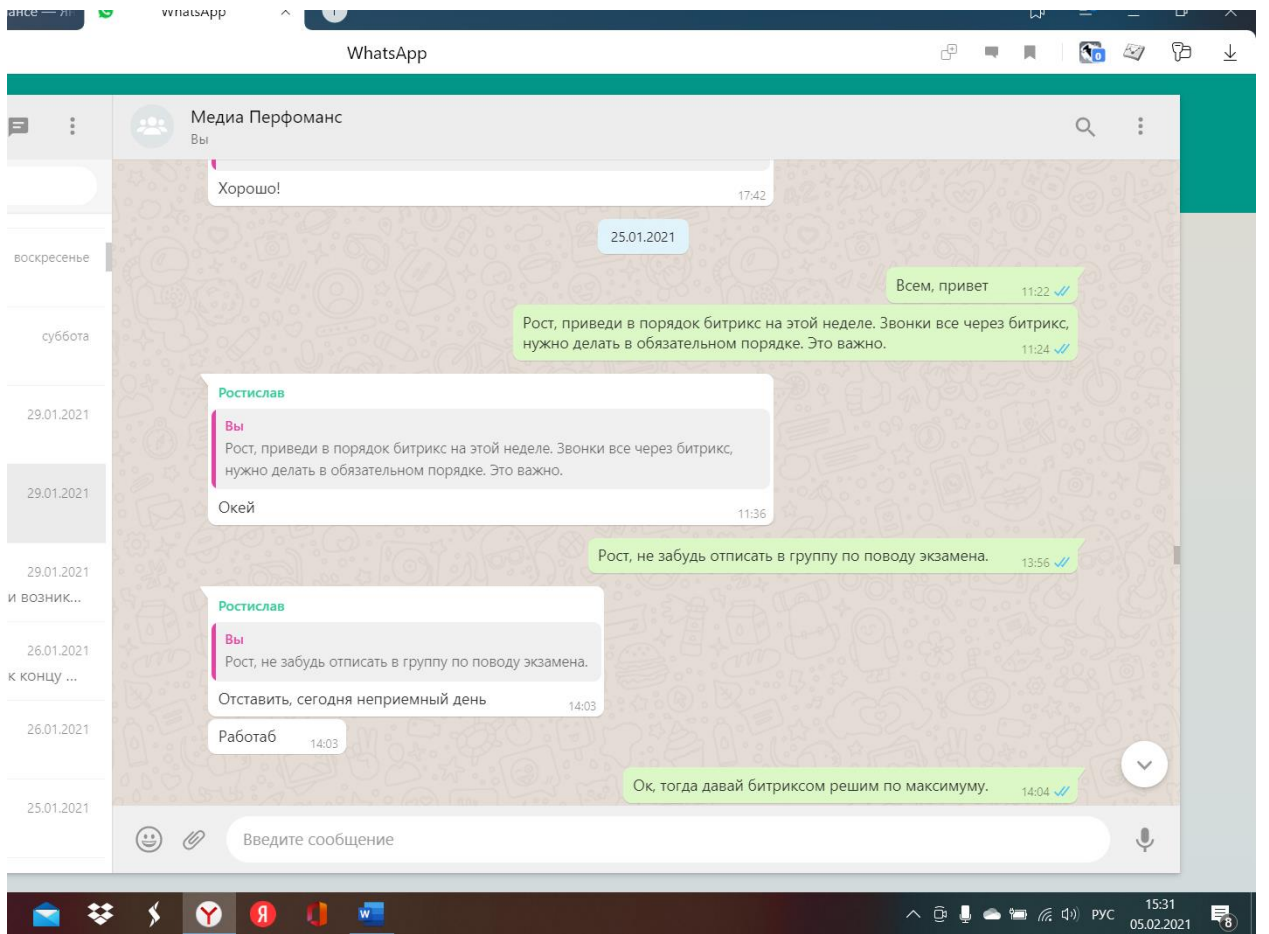 WhatsApp
WhatsApp
Медиа Перфоманс
Вы
Хорошо!
17:42
25.01.2021
Всем, привет
11:22
Рост, приведи в порядок битрикс на этой неделе. Звонки все через битрикс,
нужно делать в обязательном порядке. Это важно.
11:24
Ростислав
Вы
Рост, приведи в порядок битрикс на этой неделе. Звонки все через битрикс,
нужно делать в обязательном порядке. Это важно.
Окей
11:36
Рост, не забудь отписать в группу по поводу экзамена.
13:56
Ростислав
Вы
Рост, не забудь отписать в группу по поводу экзамена.
Отставить, сегодня неприемный день
14:03
Работаб
14:03
Ок, тогда давай битриксом решим по максимуму.
14:04
Введите сообщение
воскресенье
суббота
29.01.2021
29.01.2021
29.01.2021
и возник...
26.01.2021
к концу ...
26.01.2021
25.01.2021
РУС
15:31
05.02.2021
8